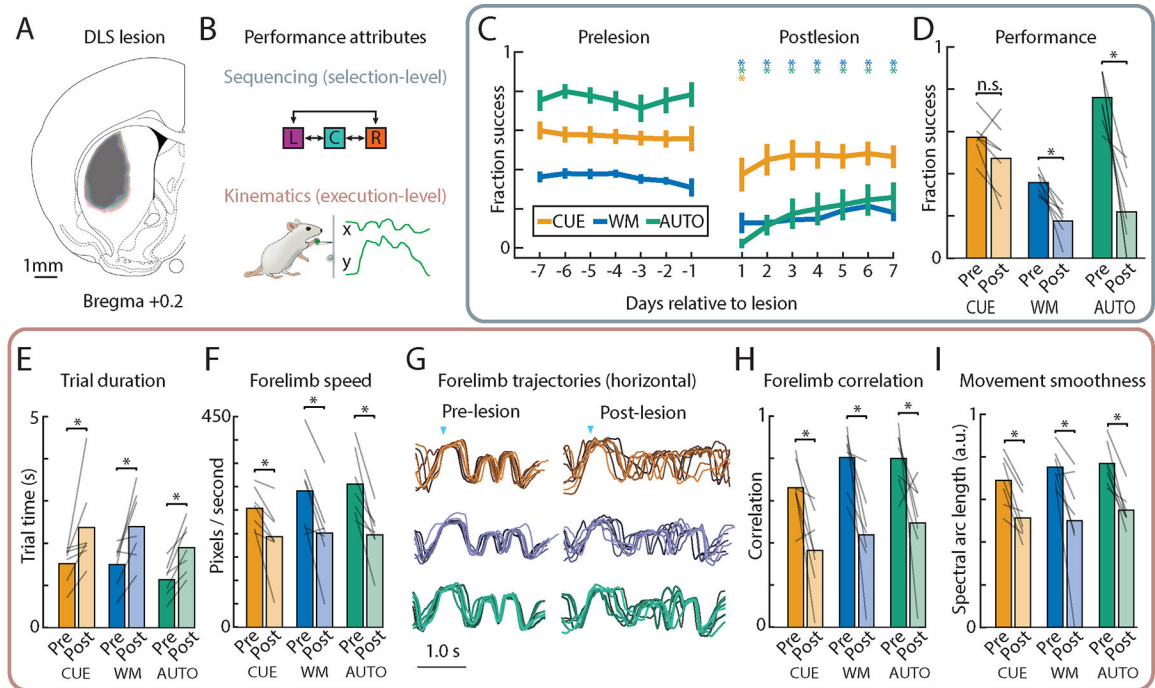 A
DLS lesion
1mm
Bregma +0.2
B
Performance attributes
Sequencing (selection-level)
L C R
Kinematics (execution-level)
x
y
C
Prelesion
Postlesion
Fraction success
1
0
CUE WM AUTO
-7 -6 -5 -4 -3 -2 -1
1 2 3 4 5 6 7
Days relative to lesion
* * * * * * *
* * * * * * *
*
D
Performance
Fraction success
1
0
n.s.
*
*
Pre Post Pre Post Pre Post
CUE WM AUTO
E
Trial duration
Trial time (s)
5
0
*
*
*
Pre Post Pre Post Pre Post
CUE WM AUTO
F
Forelimb speed
Pixels / second
450
0
*
*
*
Pre Post Pre Post Pre Post
CUE WM AUTO
G
Forelimb trajectories (horizontal)
Pre-lesion
Post-lesion
1.0 s
H
Forelimb correlation
Correlation
1
0
*
*
*
Pre Post Pre Post Pre Post
CUE WM AUTO
I
Movement smoothness
Spectral arc length (a.u.)
1
0
*
*
*
Pre Post Pre Post Pre Post
CUE WM AUTO